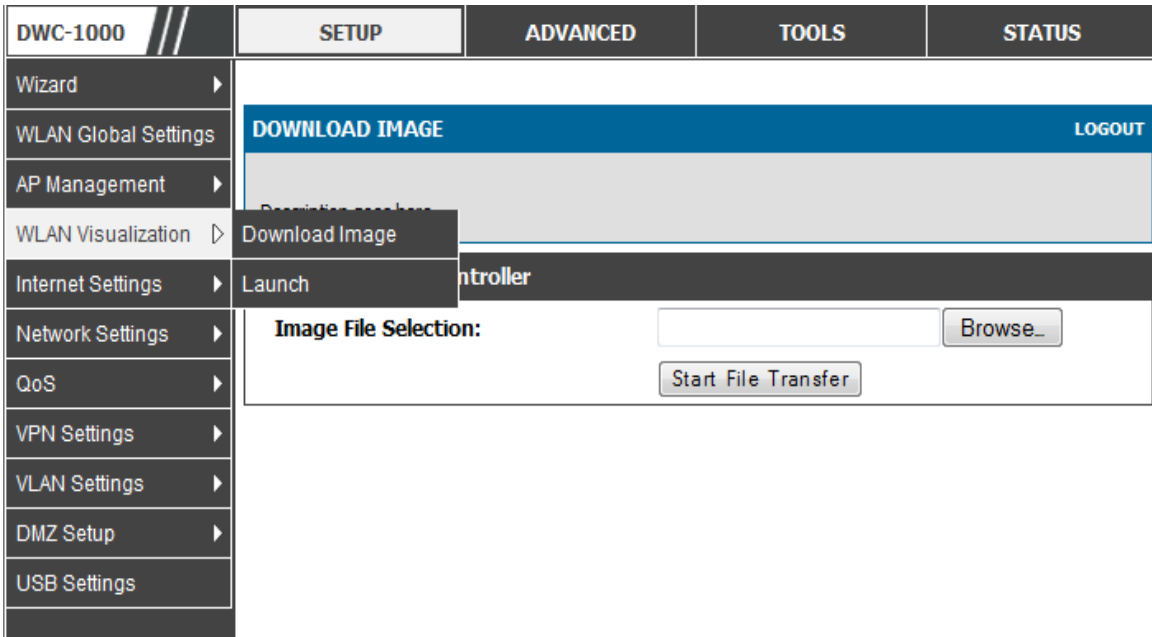 DWC-1000
SETUP
ADVANCED
TOOLS
STATUS
Wizard
WLAN Global Settings
AP Management
WLAN Visualization
Internet Settings
Network Settings
QoS
VPN Settings
VLAN Settings
DMZ Setup
USB Settings
Download Image
Launch
DOWNLOAD IMAGE
LOGOUT
ntroller
Image File Selection:
Browse...
Start File Transfer